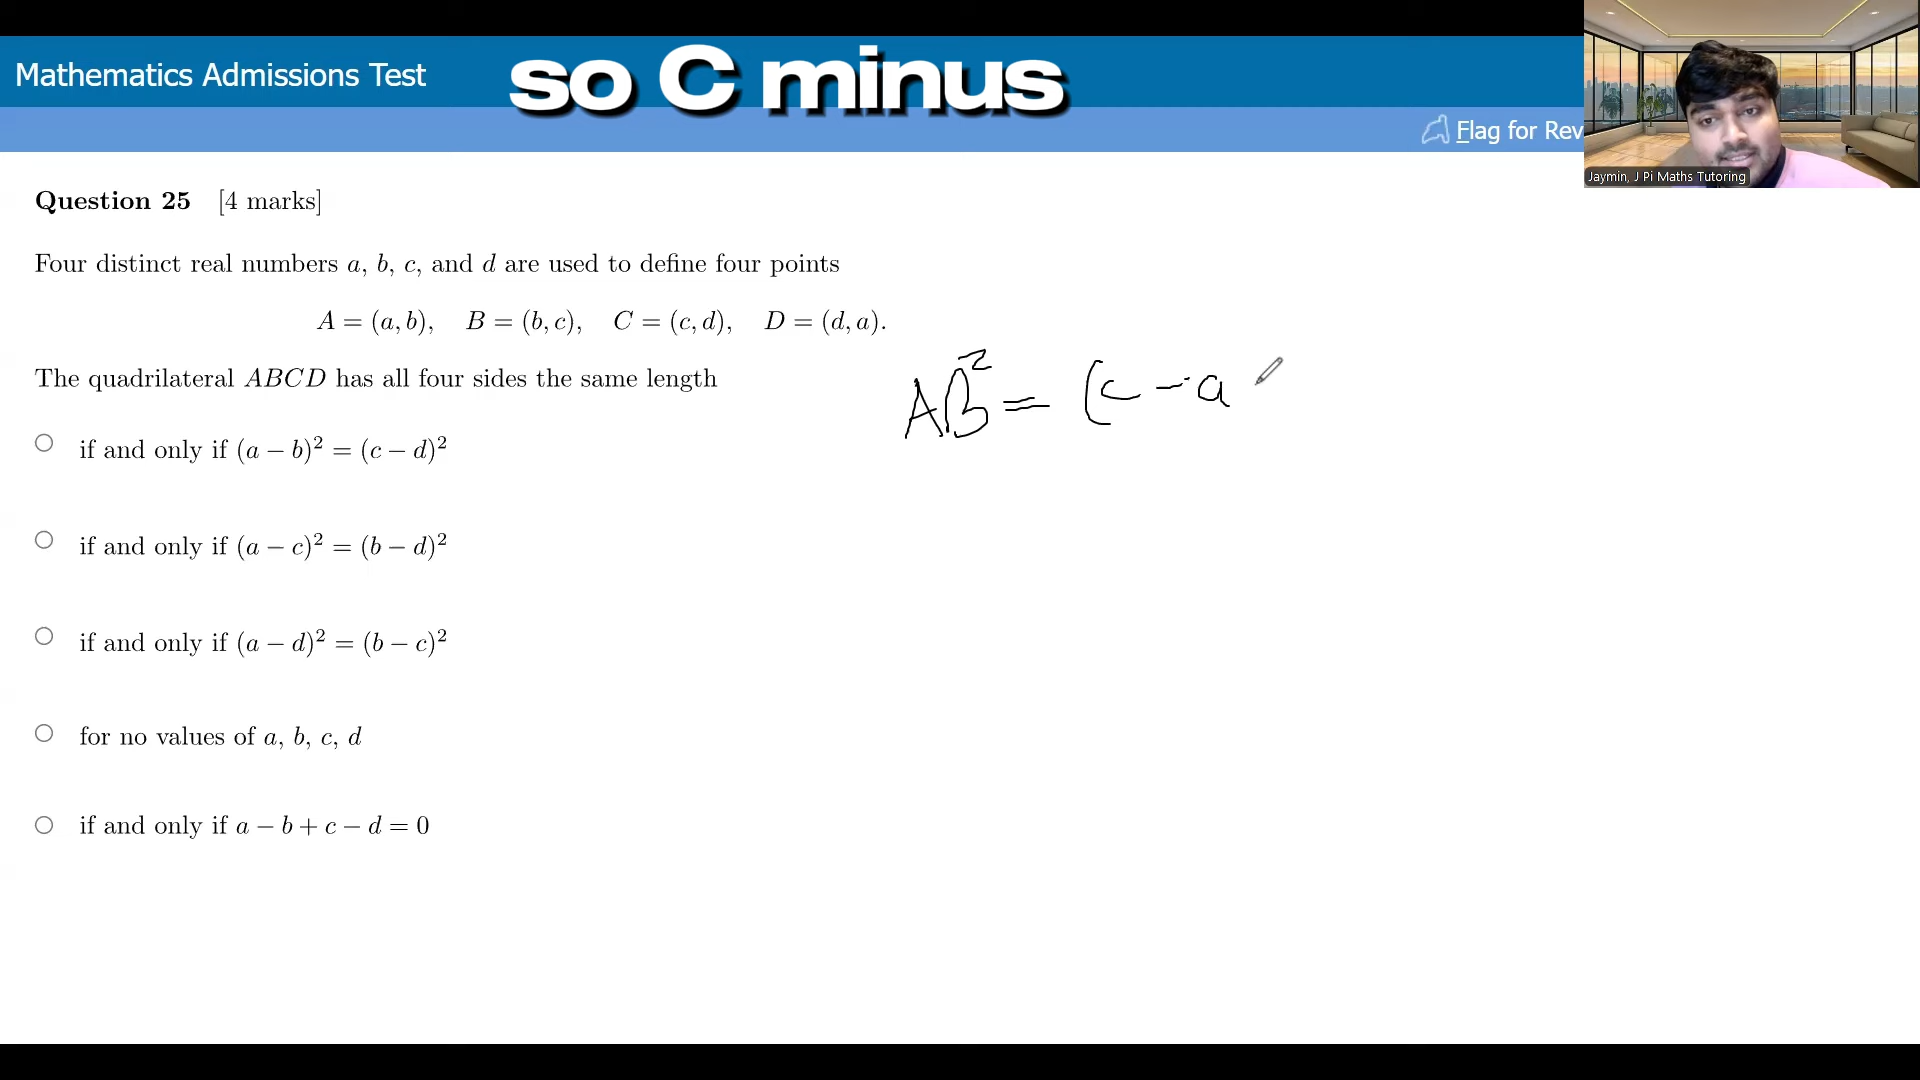 Mathematics Admissions Test
so C minus
Flag for Rev
Jaymin, J Pi Maths Tutoring
Question 25 [4 marks]
Four distinct real numbers a, b, c, and d are used to define four points
A = (a, b), B = (b, c), C = (c, d), D = (d, a).
The quadrilateral ABCD has all four sides the same length
AB² = (c - a
if and only if (a − b)² = (c − d)²
if and only if (a − c)² = (b − d)²
if and only if (a − d)² = (b − c)²
for no values of a, b, c, d
if and only if a − b + c − d = 0